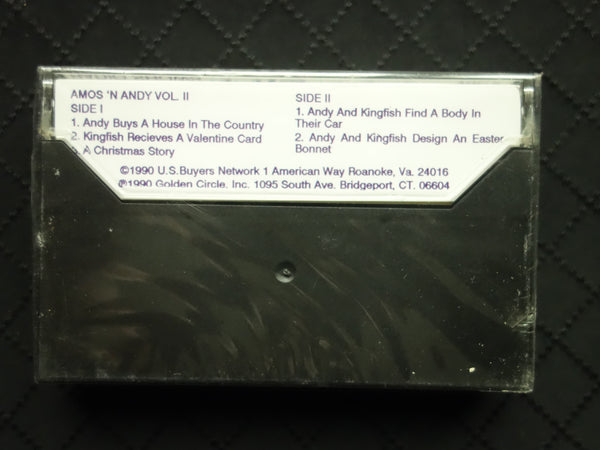 AMOS 'N ANDY VOL. II
SIDE I
1. Andy Buys A House In The Country
2. Kingfish Recieves A Valentine Card
3. A Christmas Story
SIDE II
1. Andy And Kingfish Find A Body In
Their Car
2. Andy And Kingfish Design An Easter
Bonnet
©1990 U.S.Buyers Network 1 American Way Roanoke, Va. 24016
℗1990 Golden Circle, Inc. 1095 South Ave. Bridgeport, CT. 06604